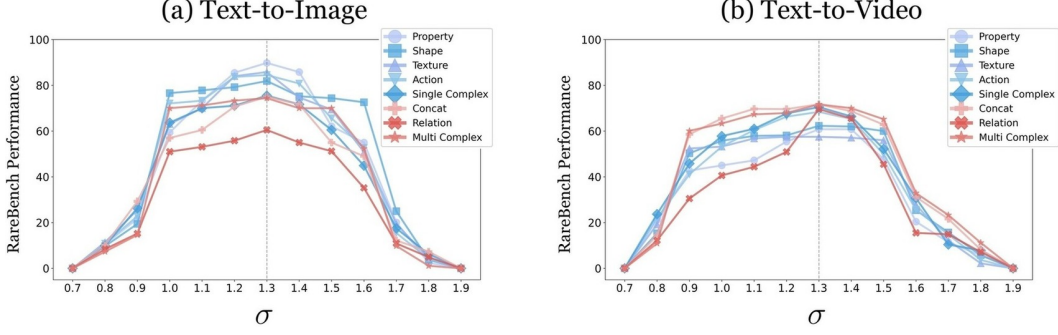 (a) Text-to-Image
RareBench Performance
100
80
60
40
20
0
0.7 0.8 0.9 1.0 1.1 1.2 1.3 1.4 1.5 1.6 1.7 1.8 1.9
σ
Property
Shape
Texture
Action
Single Complex
Concat
Relation
Multi Complex
(b) Text-to-Video
RareBench Performance
100
80
60
40
20
0
0.7 0.8 0.9 1.0 1.1 1.2 1.3 1.4 1.5 1.6 1.7 1.8 1.9
σ
Property
Shape
Texture
Action
Single Complex
Concat
Relation
Multi Complex